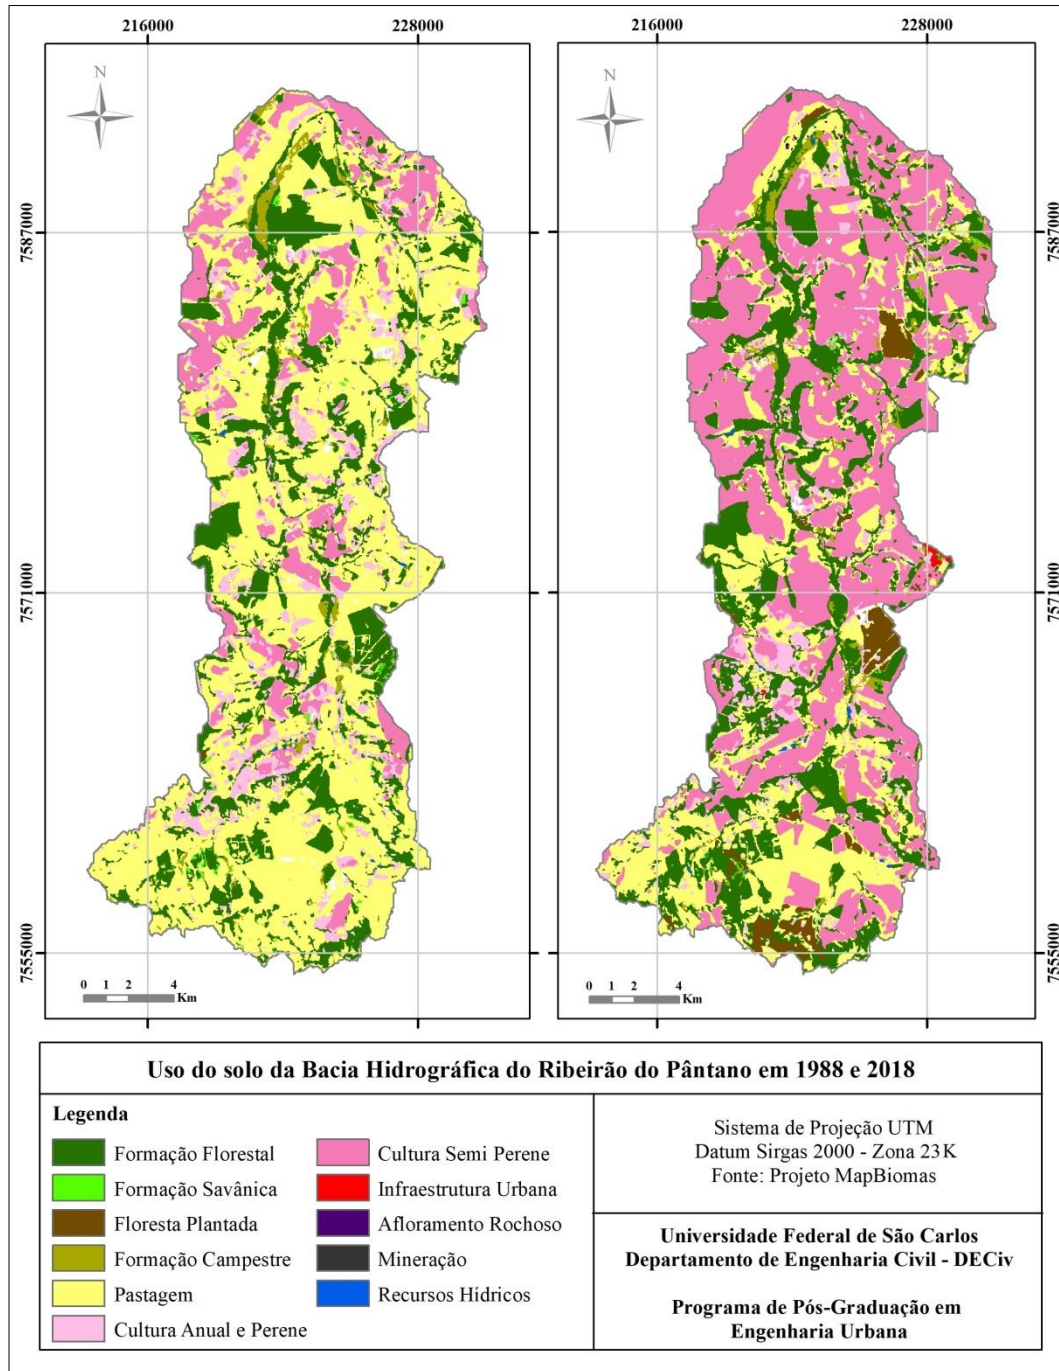 216000 228000 216000 228000
N N
7587000 7587000
7571000 7571000
7555000 7555000
0 1 2 4 Km 0 1 2 4 Km
Uso do solo da Bacia Hidrográfica do Ribeirão do Pântano em 1988 e 2018
Legenda
Formação Florestal
Formação Savânica
Floresta Plantada
Formação Campestre
Pastagem
Cultura Anual e Perene
Cultura Semi Perene
Infraestrutura Urbana
Afloramento Rochoso
Mineração
Recursos Hídricos
Sistema de Projeção UTM
Datum Sirgas 2000 - Zona 23K
Fonte: Projeto MapBiomas
Universidade Federal de São Carlos
Departamento de Engenharia Civil - DECiv
Programa de Pós-Graduação em
Engenharia Urbana